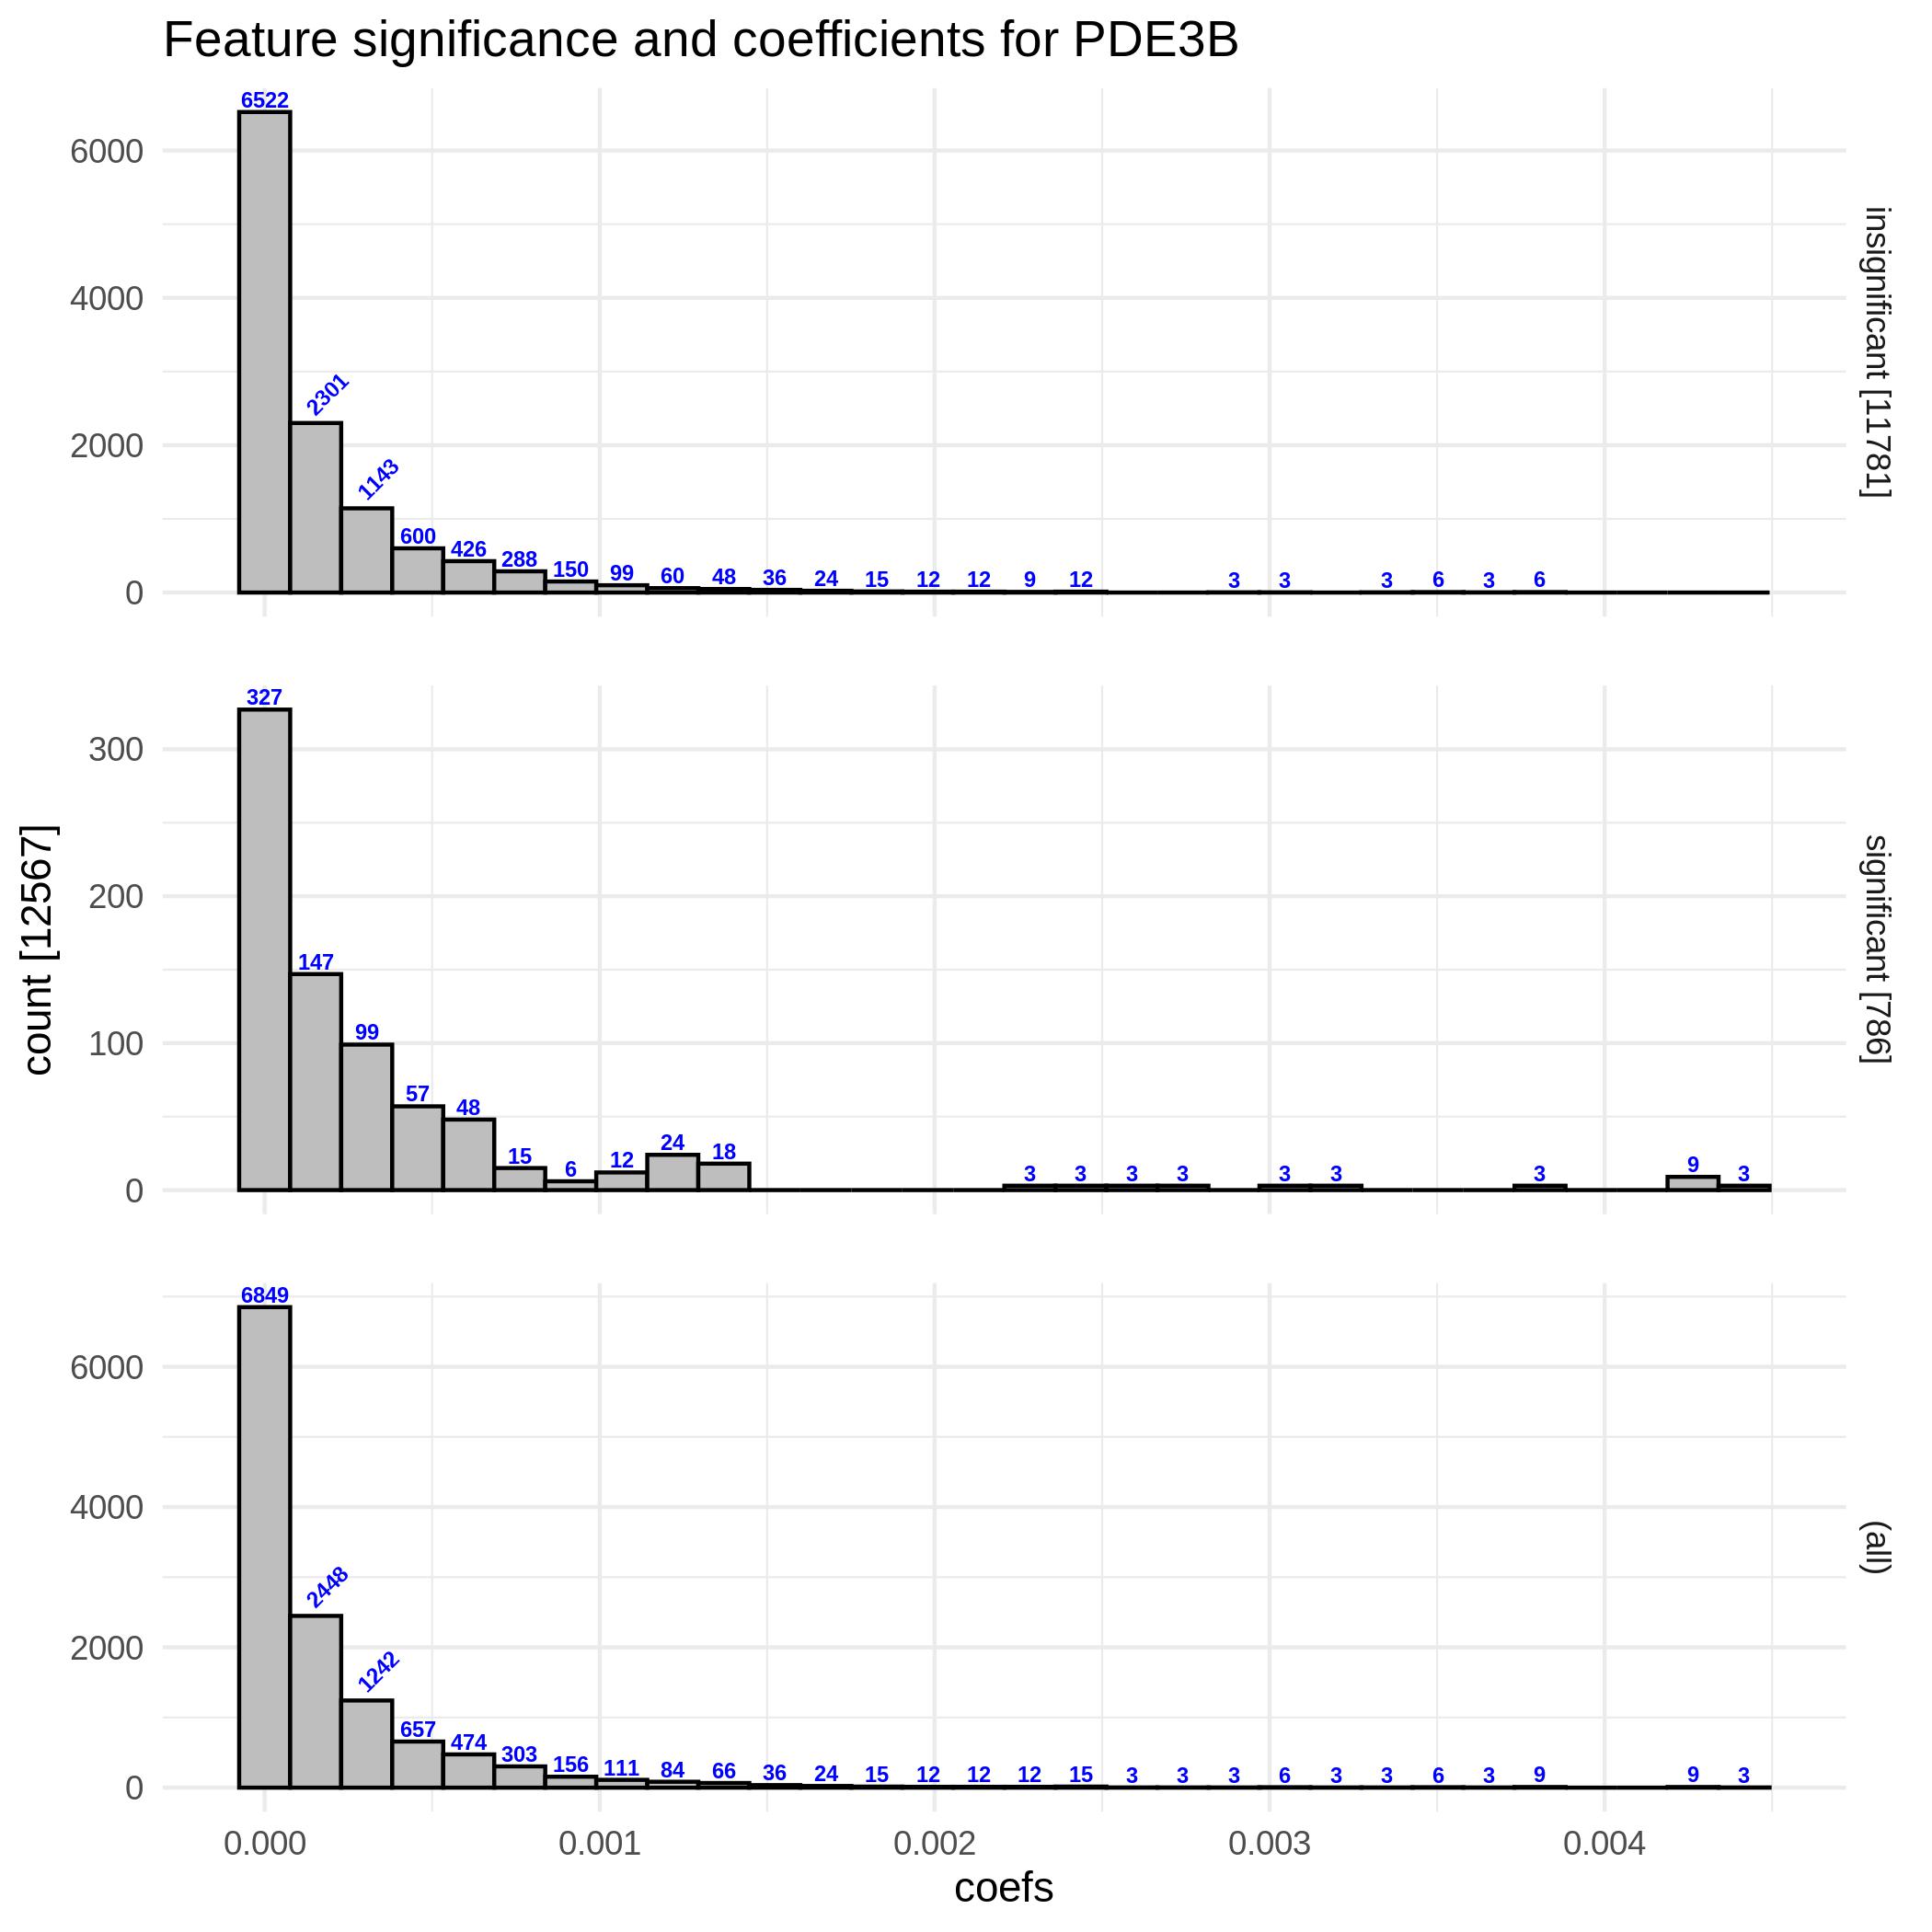 Feature significance and coefficients for PDE3B
6522
2301
1143
600 426 288 150 99 60 48 36 24 15 12 12 9 12 3 3 3 6 3 6
6000
4000
2000
0
insignificant [11781]
327
147
99
57
48
15 6 12 24 18 3 3 3 3 3 3 3 9 3
300
200
100
0
significant [786]
count [12567]
6849
2448
1242
657 474 303 156 111 84 66 36 24 15 12 12 12 15 3 3 3 6 3 3 6 3 9 9 3
6000
4000
2000
0
(all)
0.000 0.001 0.002 0.003 0.004
coefs